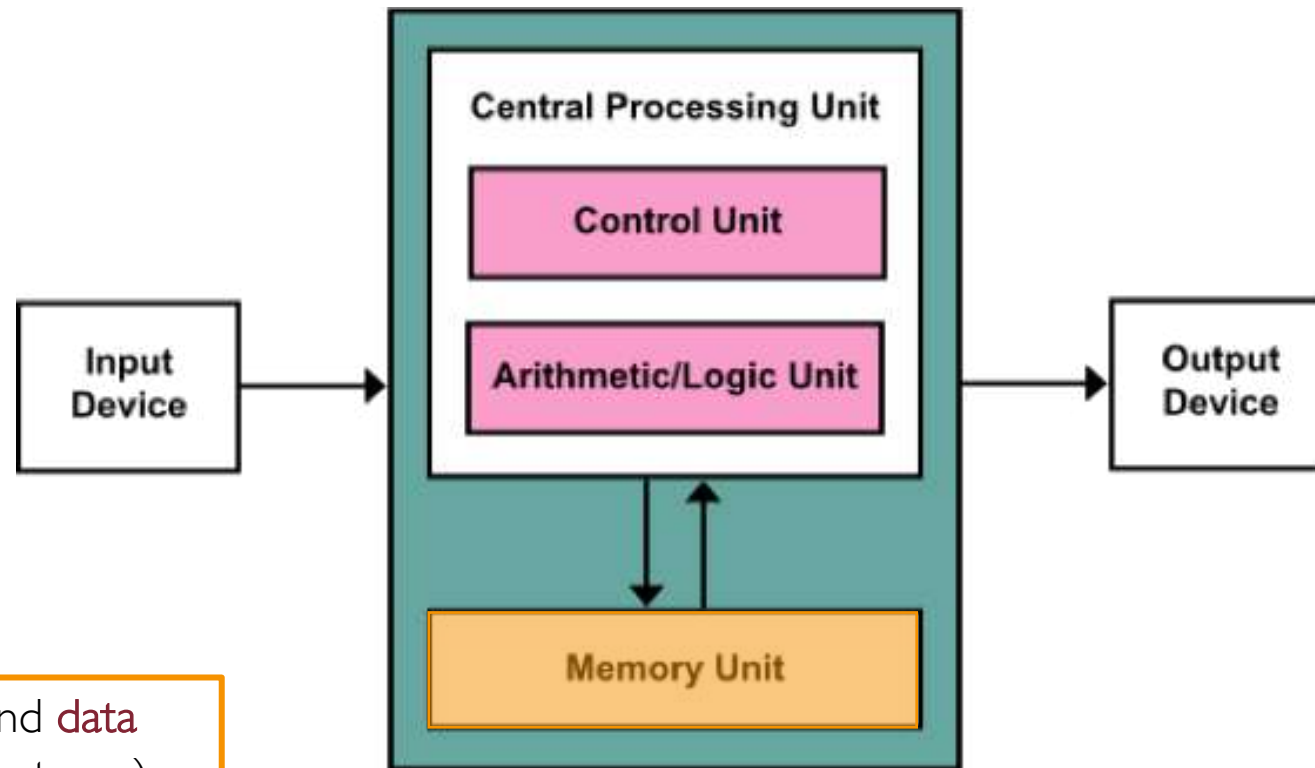 Central Processing Unit
Control Unit
Arithmetic/Logic Unit
Input
Device
Output
Device
Memory Unit
nd data